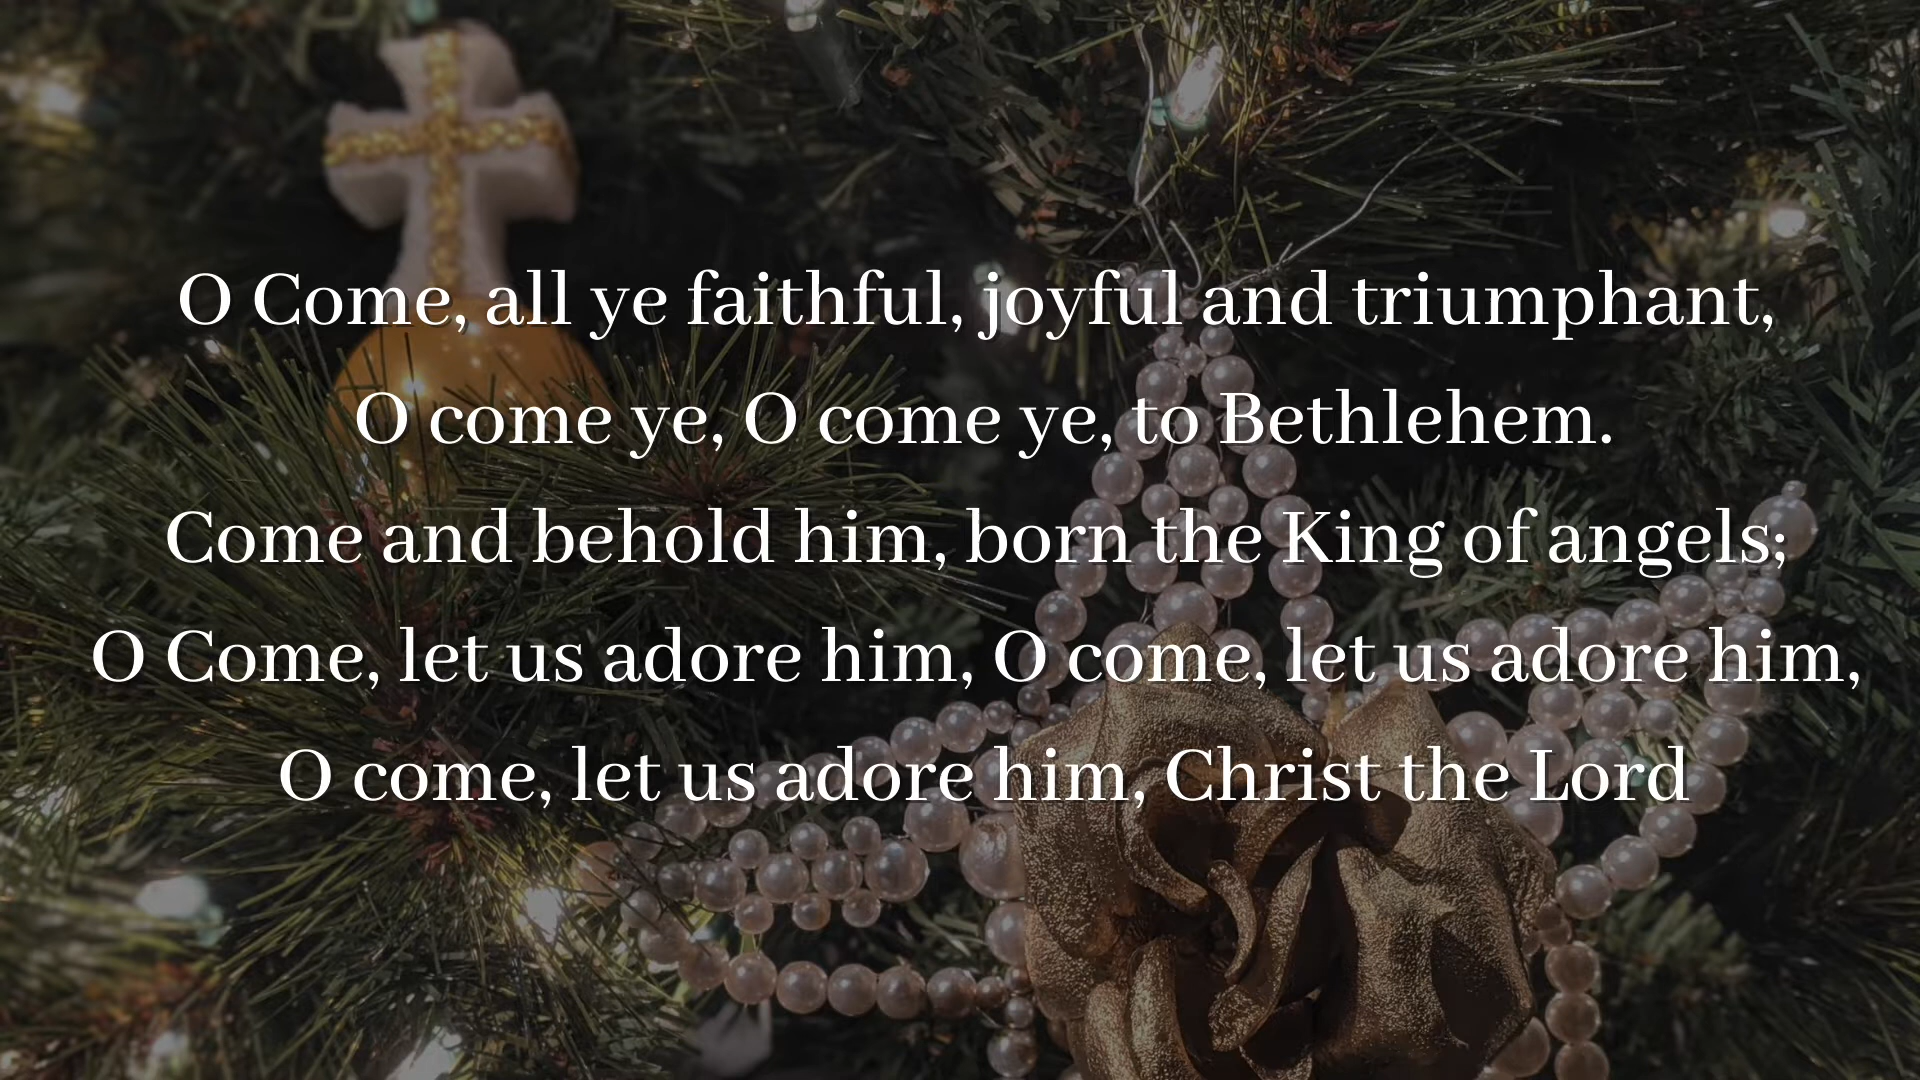 O Come, all ye faithful, joyful and triumphant,
O come ye, O come ye, to Bethlehem.
Come and behold him, born the King of angels;
O Come, let us adore him, O come, let us adore him,
O come, let us adore him, Christ the Lord